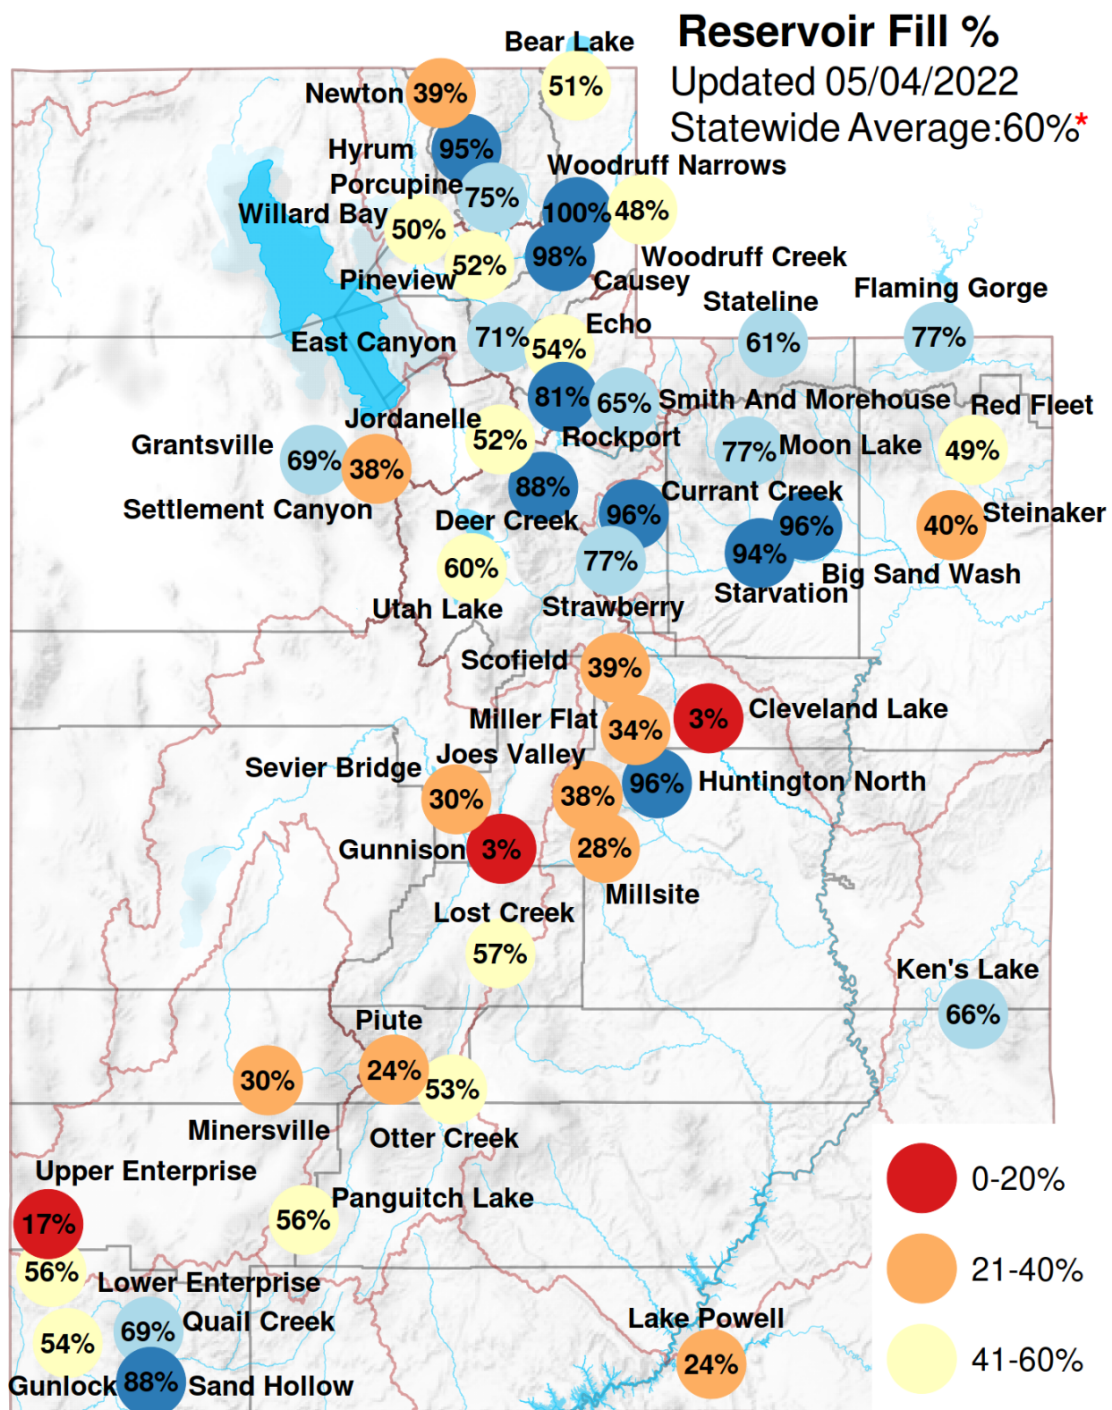 Reservoir Fill %
Updated 05/04/2022
Statewide Average:60%*
Bear Lake
51%
Newton 39%
Hyrum 95%
Woodruff Narrows
Porcupine 75%
Willard Bay
100% 48%
50%
Pineview 52%
98% Woodruff Creek
Causey
Stateline
61%
Flaming Gorge
77%
East Canyon 71%
Echo
54%
81% 65% Smith And Morehouse
Rockport
Red Fleet
49%
Jordanelle
52%
Grantsville
69% 38%
Settlement Canyon
77% Moon Lake
88%
Deer Creek
Currant Creek
96%
96%
94%
Big Sand Wash
Starvation
40% Steinaker
60%
Utah Lake
77%
Strawberry
Scofield 39%
Miller Flat 34%
3% Cleveland Lake
Joes Valley
38%
96% Huntington North
Sevier Bridge
30%
Gunnison 3%
28%
Millsite
Lost Creek
57%
Ken's Lake
66%
Piute
24%
53%
Otter Creek
30%
Minersville
Upper Enterprise
17%
56% Panguitch Lake
56%
Lower Enterprise
69% Quail Creek
54%
Gunlock
88% Sand Hollow
Lake Powell
24%
0-20%
21-40%
41-60%